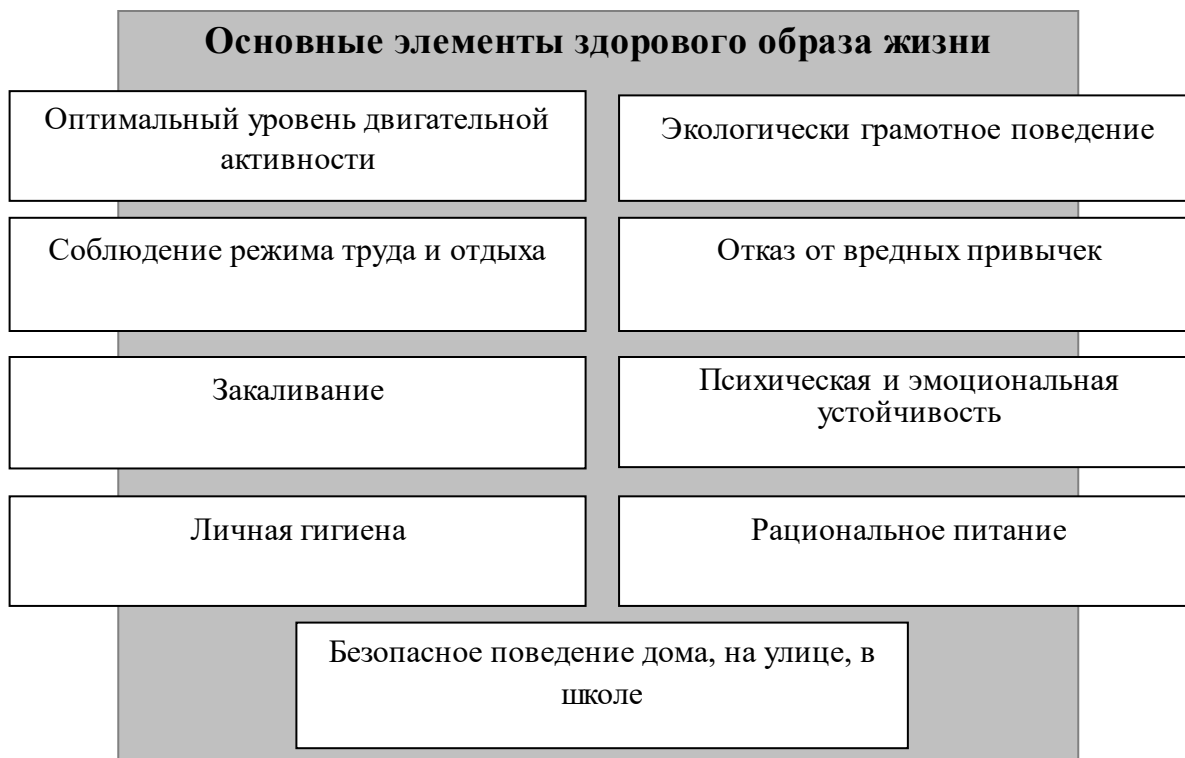 Основные элементы здорового образа жизни
Оптимальный уровень двигательной
активности
Экологически грамотное поведение
Соблюдение режима труда и отдыха
Отказ от вредных привычек
Закаливание
Психическая и эмоциональная
устойчивость
Личная гигиена
Рациональное питание
Безопасное поведение дома, на улице, в
школе